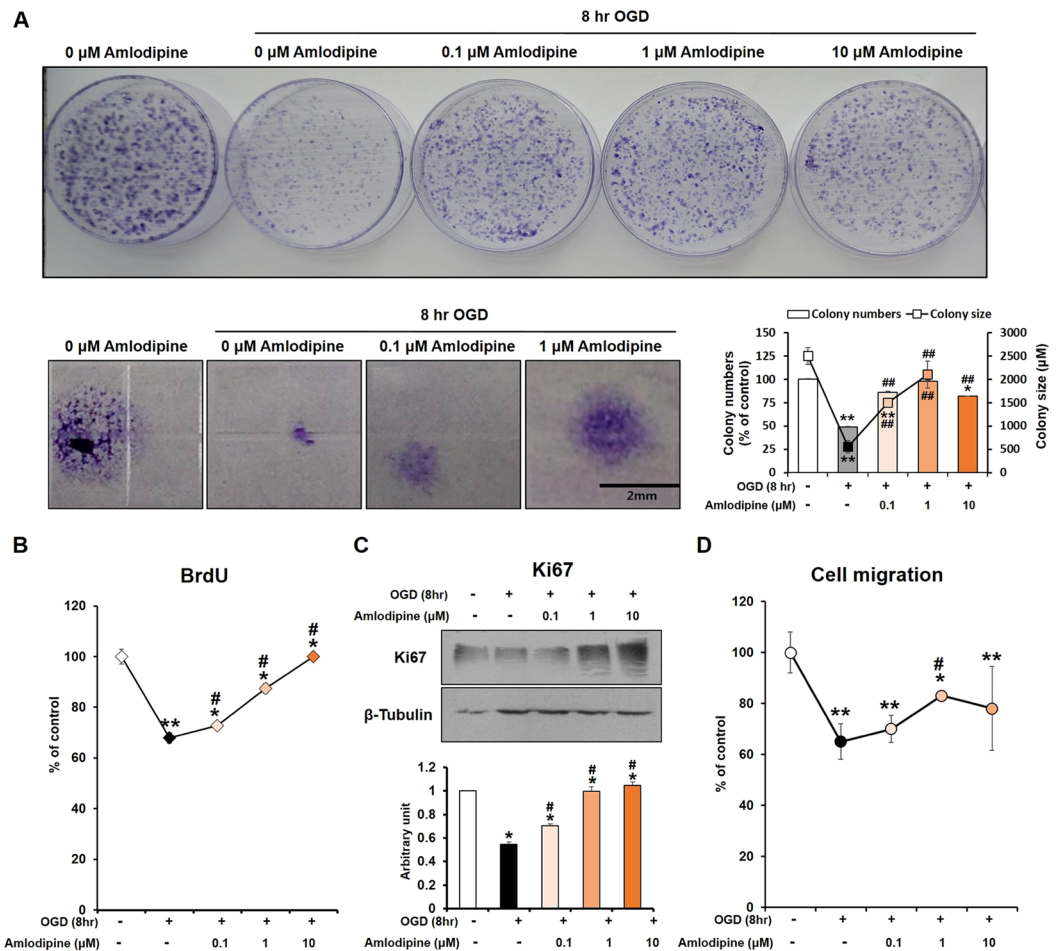 A
8 hr OGD
0 μM Amlodipine 0 μM Amlodipine 0.1 μM Amlodipine 1 μM Amlodipine 10 μM Amlodipine
8 hr OGD
0 μM Amlodipine 0 μM Amlodipine 0.1 μM Amlodipine 1 μM Amlodipine
2mm
Colony numbers Colony size
Colony numbers
(% of control)
150
125
100
75
50
25
0
** ** ## ** ## ## ## ## *
3000
2500
2000
1500
1000
500
0
Colony size (μM)
OGD (8 hr) - + + + +
Amlodipine (μM) - - 0.1 1 10
B
BrdU
% of control
120
100
80
60
40
20
0
** # * # * # *
OGD (8hr) - + + + +
Amlodipine (μM) - - 0.1 1 10
C
Ki67
OGD (8hr) - + + + +
Amlodipine (μM) - - 0.1 1 10
Ki67
β-Tubulin
Arbitrary unit
1.2
1
0.8
0.6
0.4
0.2
0
* # * # * # *
OGD (8hr) - + + + +
Amlodipine (μM) - - 0.1 1 10
D
Cell migration
% of control
120
100
80
60
40
20
0
** ** # * **
OGD (8hr) - + + + +
Amlodipine (μM) - - 0.1 1 10